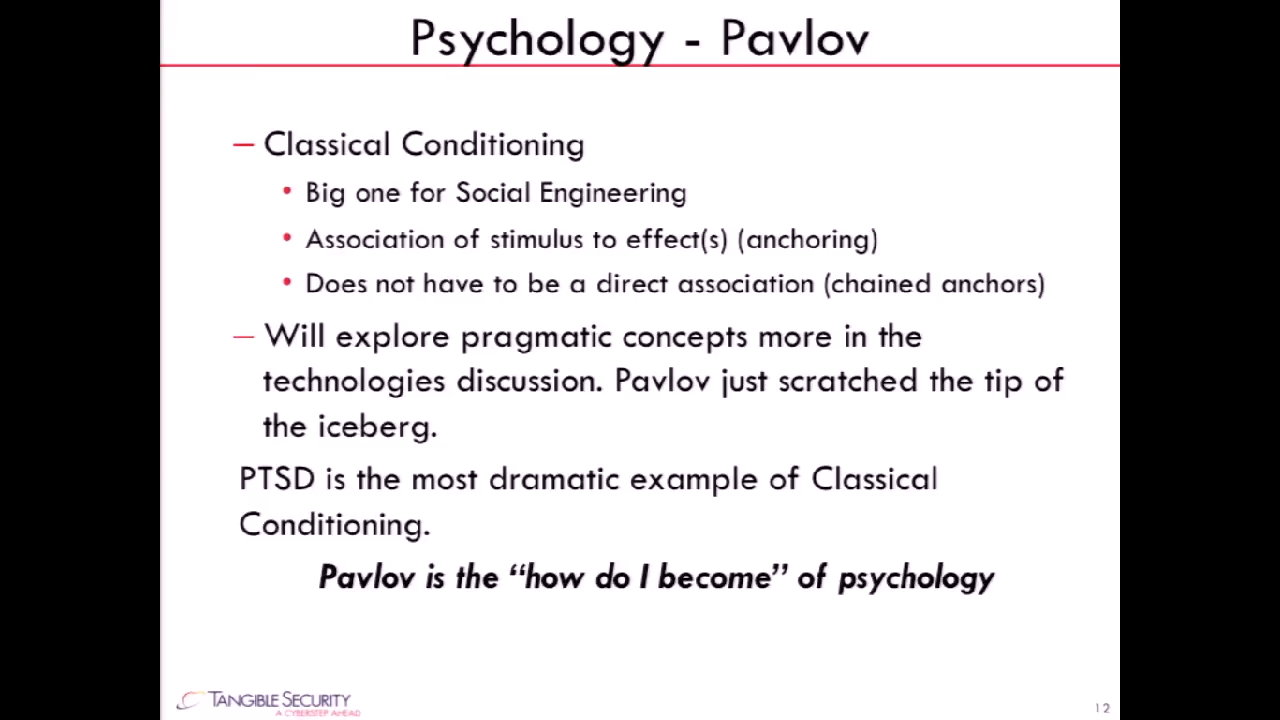 Psychology - Pavlov
– Classical Conditioning
• Big one for Social Engineering
• Association of stimulus to effect(s) (anchoring)
• Does not have to be a direct association (chained anchors)
– Will explore pragmatic concepts more in the
technologies discussion. Pavlov just scratched the tip of
the iceberg.
PTSD is the most dramatic example of Classical
Conditioning.
Pavlov is the “how do I become” of psychology
TANGIBLE SECURITY
A CYBERSTEP AHEAD
12